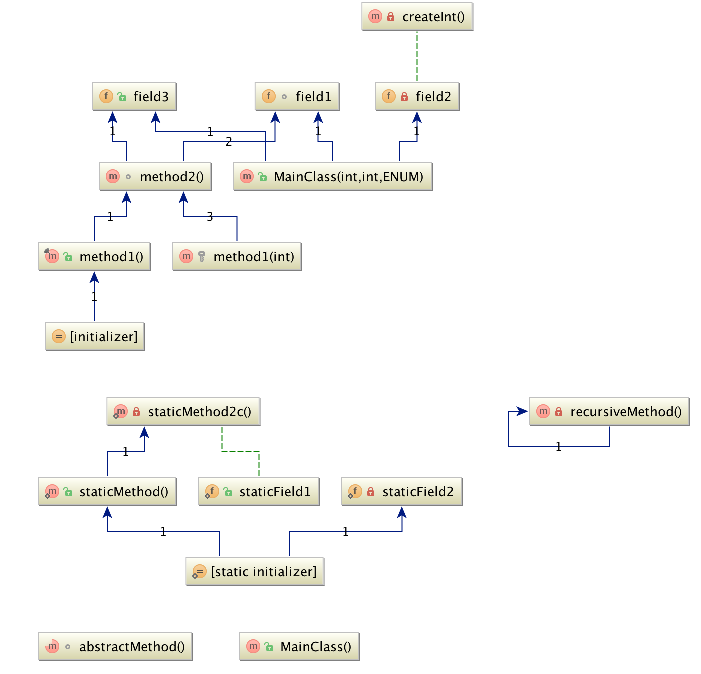 m createInt()
f field3
f field1
f field2
1
1
2
1
1
m method2()
m MainClass(int,int,ENUM)
1
3
m method1()
m method1(int)
1
= [initializer]
m staticMethod2c()
m recursiveMethod()
1
1
m staticMethod()
f staticField1
f staticField2
1
1
= [static initializer]
m abstractMethod()
m MainClass()